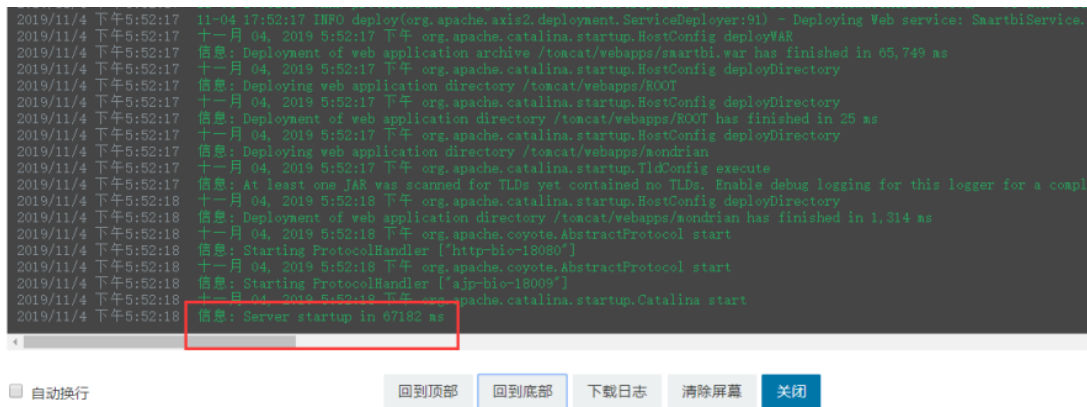 2019/11/4 下午5:52:17 11-04 17:52:17 INFO deploy(org.apache.axis2.deployment.ServiceDeployer:91) - Deploying Web service: SmartbiService.
2019/11/4 下午5:52:17 十一月 04, 2019 5:52:17 下午 org.apache.catalina.startup.HostConfig deployWAR
2019/11/4 下午5:52:17 信息: Deployment of web application archive /tomcat/webapps/smartbi.war has finished in 65,749 ms
2019/11/4 下午5:52:17 十一月 04, 2019 5:52:17 下午 org.apache.catalina.startup.HostConfig deployDirectory
2019/11/4 下午5:52:17 信息: Deploying web application directory /tomcat/webapps/ROOT
2019/11/4 下午5:52:17 十一月 04, 2019 5:52:17 下午 org.apache.catalina.startup.HostConfig deployDirectory
2019/11/4 下午5:52:17 信息: Deployment of web application directory /tomcat/webapps/ROOT has finished in 25 ms
2019/11/4 下午5:52:17 十一月 04, 2019 5:52:17 下午 org.apache.catalina.startup.HostConfig deployDirectory
2019/11/4 下午5:52:17 信息: Deploying web application directory /tomcat/webapps/mondrian
2019/11/4 下午5:52:17 十一月 04, 2019 5:52:17 下午 org.apache.catalina.startup.TldConfig execute
2019/11/4 下午5:52:17 信息: At least one JAR was scanned for TLDs yet contained no TLDs. Enable debug logging for this logger for a compl
2019/11/4 下午5:52:18 十一月 04, 2019 5:52:18 下午 org.apache.catalina.startup.HostConfig deployDirectory
2019/11/4 下午5:52:18 信息: Deployment of web application directory /tomcat/webapps/mondrian has finished in 1,314 ms
2019/11/4 下午5:52:18 十一月 04, 2019 5:52:18 下午 org.apache.coyote.AbstractProtocol start
2019/11/4 下午5:52:18 信息: Starting ProtocolHandler ["http-bio-18080"]
2019/11/4 下午5:52:18 十一月 04, 2019 5:52:18 下午 org.apache.coyote.AbstractProtocol start
2019/11/4 下午5:52:18 信息: Starting ProtocolHandler ["ajp-bio-18009"]
2019/11/4 下午5:52:18 十一月 04, 2019 5:52:18 下午 org.apache.catalina.startup.Catalina start
2019/11/4 下午5:52:18 信息: Server startup in 67182 ms
自动换行 回到顶部 回到底部 下载日志 清除屏幕 关闭